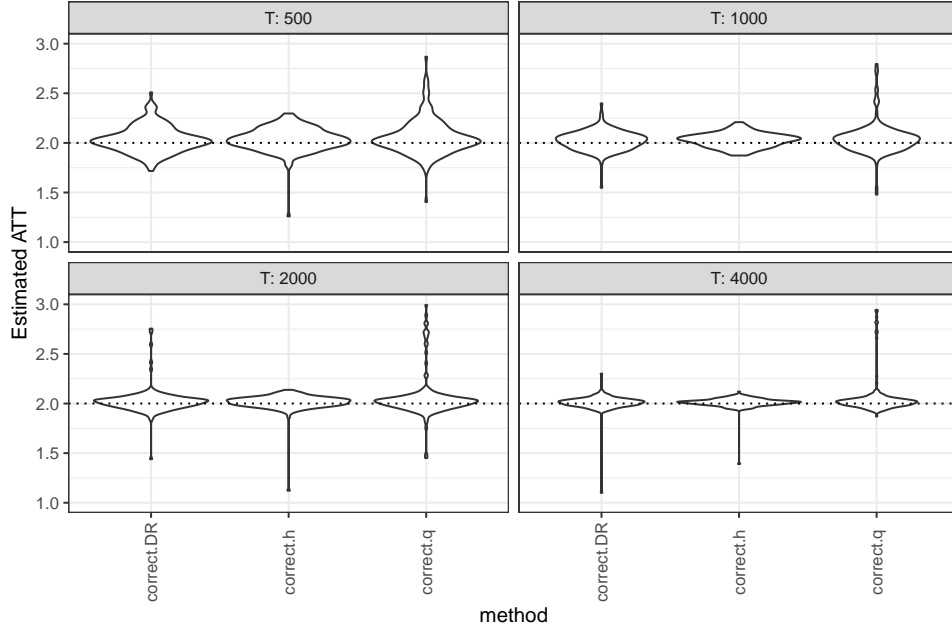 T: 500
T: 1000
3.0
2.5
2.0
1.5
1.0
T: 2000
T: 4000
3.0
2.5
2.0
1.5
1.0
Estimated ATT
correct.DR
correct.h
correct.q
correct.DR
correct.h
correct.q
method